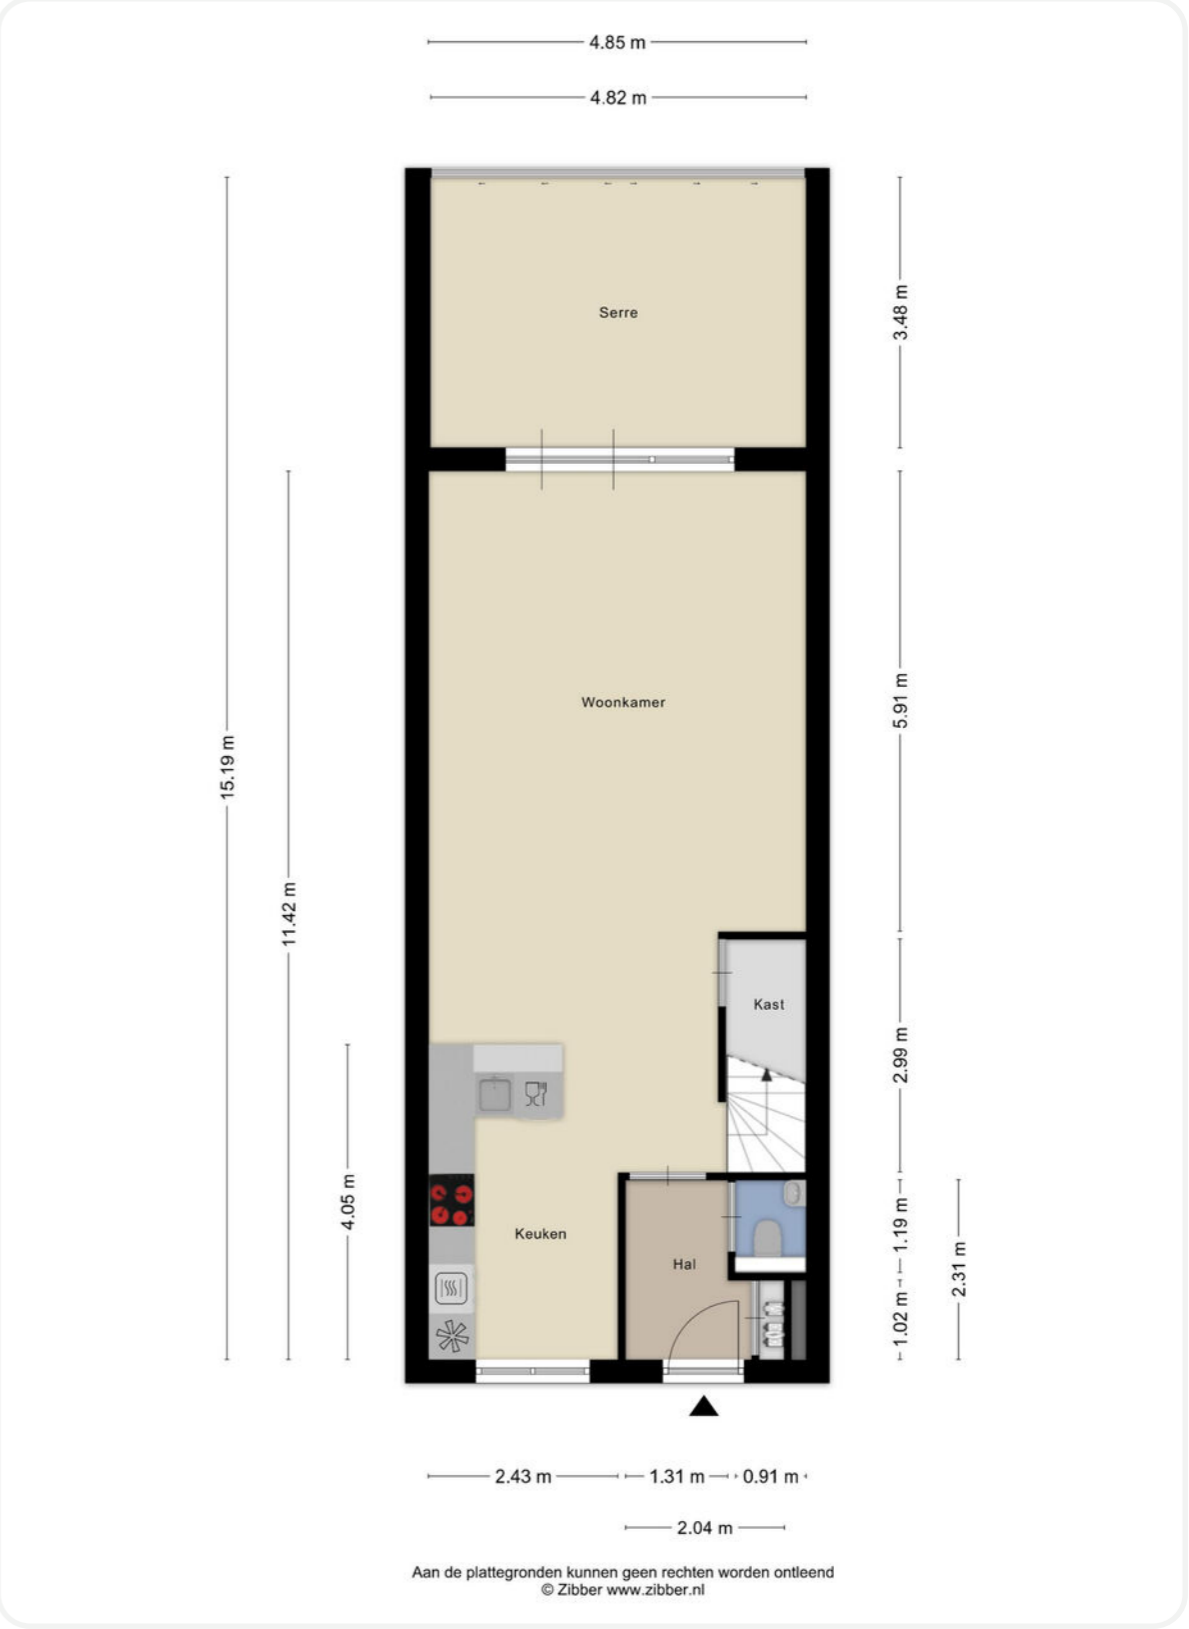 4.85 m
4.82 m
Serre
3.48 m
Woonkamer
5.91 m
15.19 m
11.42 m
Kast
2.99 m
4.05 m
Keuken
Hal
1.19 m
2.31 m
1.02 m
2.43 m
1.31 m
0.91 m
2.04 m
Aan de plattegronden kunnen geen rechten worden ontleend
© Zibber www.zibber.nl